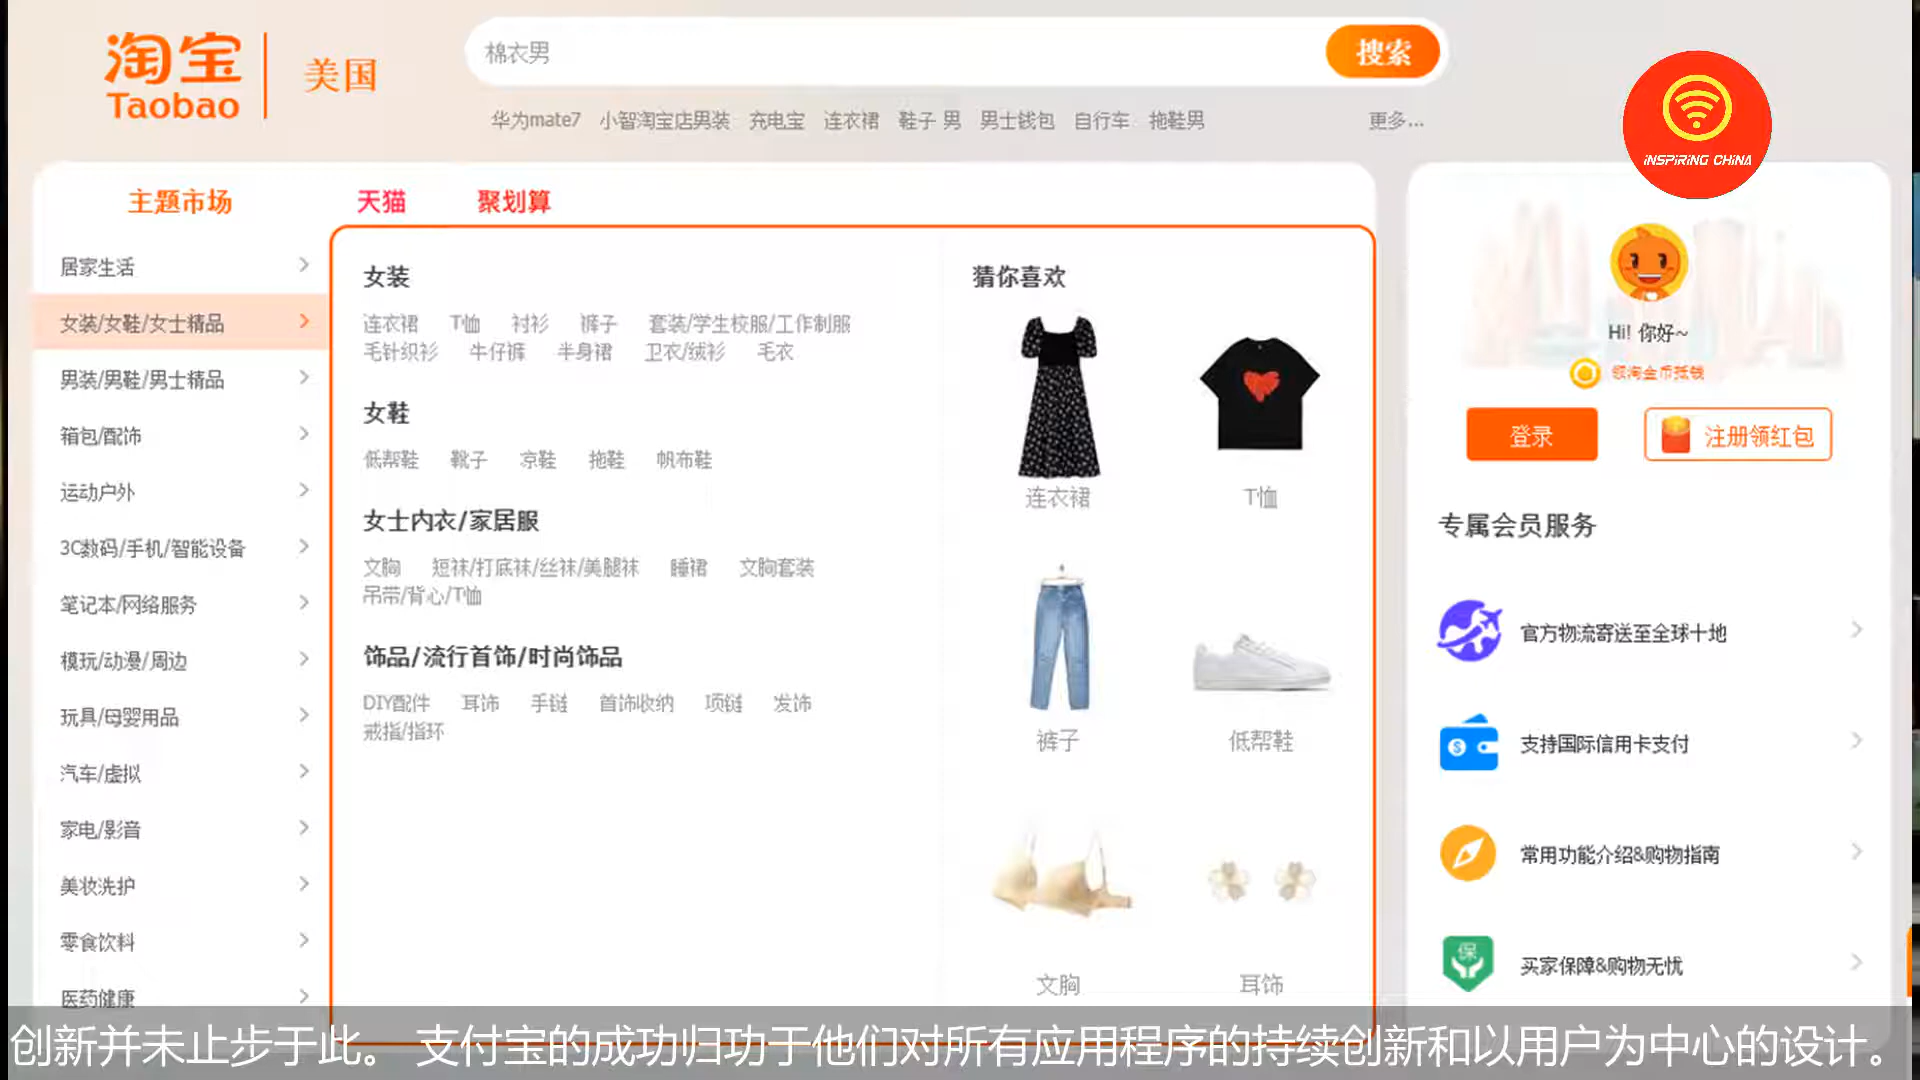 淘宝
Taobao
美国
棉衣男
搜索
华为mate7 小智淘宝店男装 充电宝 连衣裙 鞋子 男 男士钱包 自行车 拖鞋男 更多...
INSPIRING CHINA
主题市场 天猫 聚划算
居家生活
女装/女鞋/女士精品
男装/男鞋/男士精品
箱包/配饰
运动户外
3C数码/手机/智能设备
笔记本/网络服务
模玩/动漫/周边
玩具/母婴用品
汽车/虚拟
家电/影音
美妆洗护
零食饮料
医药健康
女装
连衣裙 T恤 衬衫 裤子 套装/学生校服/工作制服
毛针织衫 牛仔裤 半身裙 卫衣/绒衫 毛衣
女鞋
低帮鞋 靴子 凉鞋 拖鞋 帆布鞋
女士内衣/家居服
文胸 短袜/打底袜/丝袜/美腿袜 睡裙 文胸套装
吊带/背心/T恤
饰品/流行首饰/时尚饰品
DIY配件 耳饰 手链 首饰收纳 项链 发饰
戒指/指环
猜你喜欢
连衣裙 T恤
裤子 低帮鞋
文胸 耳饰
Hi! 你好~
领淘金币抵钱
登录 注册领红包
专属会员服务
官方物流寄送至全球十地
$
支持国际信用卡支付
常用功能介绍&购物指南
保
买家保障&购物无忧
创新并未止步于此。 支付宝的成功归功于他们对所有应用程序的持续创新和以用户为中心的设计。